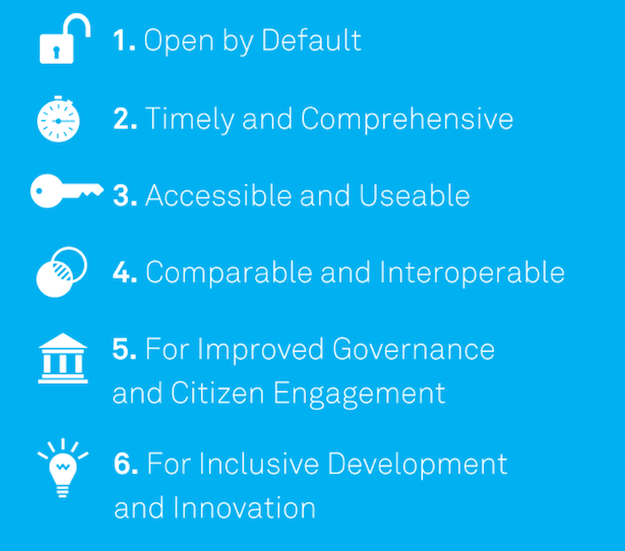 1. Open by Default
2. Timely and Comprehensive
3. Accessible and Useable
4. Comparable and Interoperable
5. For Improved Governance
and Citizen Engagement
6. For Inclusive Development
and Innovation